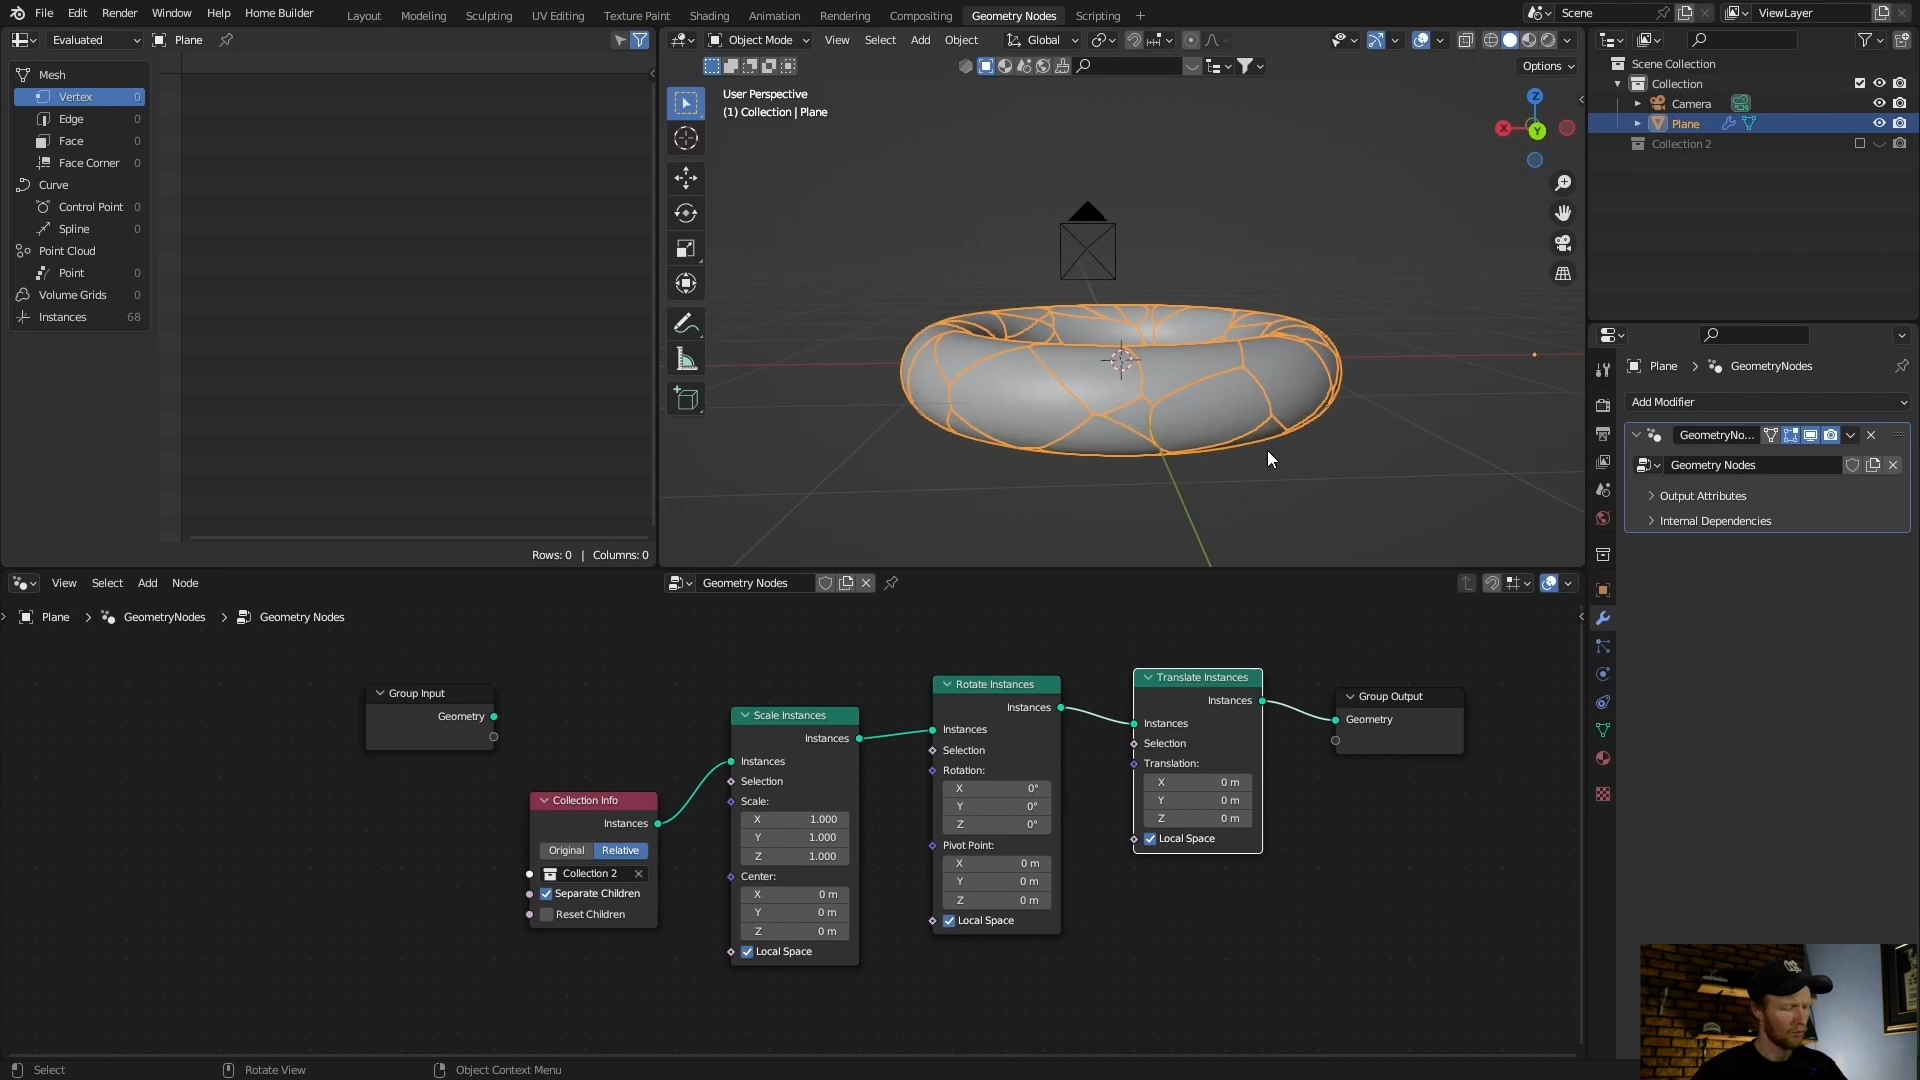 File Edit Render Window Help Home Builder
Layout Modeling Sculpting UV Editing Texture Paint Shading Animation Rendering Compositing Geometry Nodes Scripting +
Scene
ViewLayer
Evaluated
Plane
Object Mode
View Select Add Object
Global
Options
Mesh
Vertex 0
Edge 0
Face 0
Face Corner 0
Curve
Control Point 0
Spline 0
Point Cloud
Point 0
Volume Grids 0
Instances 68
Rows: 0 | Columns: 0
User Perspective
(1) Collection | Plane
Z
X
Y
Scene Collection
Collection
Camera
Plane
Collection 2
Plane > GeometryNodes
Add Modifier
GeometryNo...
Geometry Nodes
Output Attributes
Internal Dependencies
View Select Add Node
Geometry Nodes
Plane > GeometryNodes > Geometry Nodes
Group Input
Geometry
Collection Info
Instances
Original Relative
Collection 2
Separate Children
Reset Children
Scale Instances
Instances
Instances
Selection
Scale:
X 1.000
Y 1.000
Z 1.000
Center:
X 0 m
Y 0 m
Z 0 m
Local Space
Rotate Instances
Instances
Instances
Selection
Rotation:
X 0°
Y 0°
Z 0°
Pivot Point:
X 0 m
Y 0 m
Z 0 m
Local Space
Translate Instances
Instances
Instances
Selection
Translation:
X 0 m
Y 0 m
Z 0 m
Local Space
Group Output
Geometry
Select
Rotate View
Object Context Menu